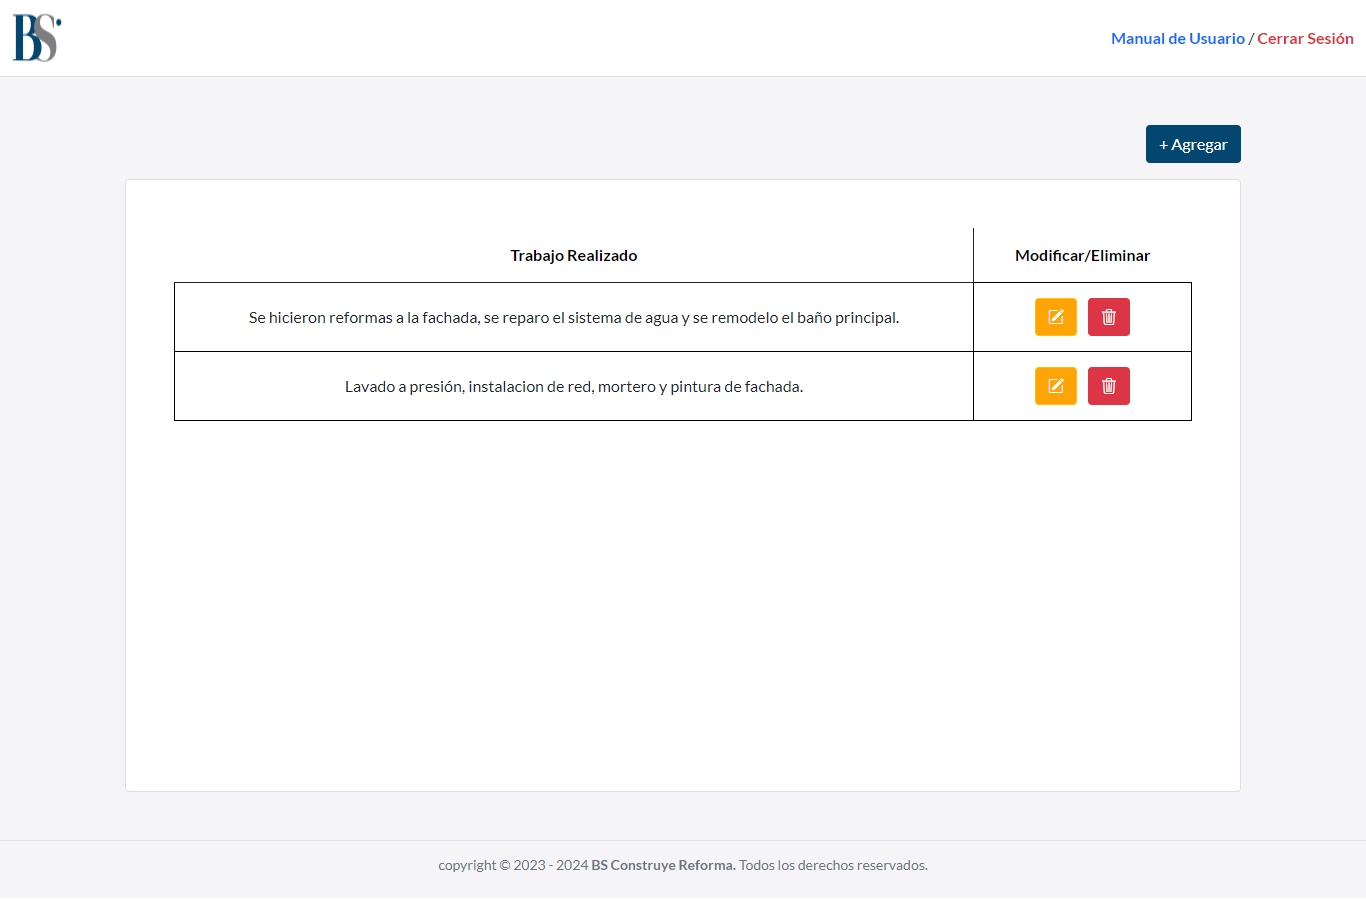 BS
Manual de Usuario / Cerrar Sesión
+ Agregar
Trabajo Realizado
Modificar/Eliminar
Se hicieron reformas a la fachada, se reparo el sistema de agua y se remodelo el baño principal.
Lavado a presión, instalacion de red, mortero y pintura de fachada.
copyright © 2023 - 2024 BS Construye Reforma. Todos los derechos reservados.